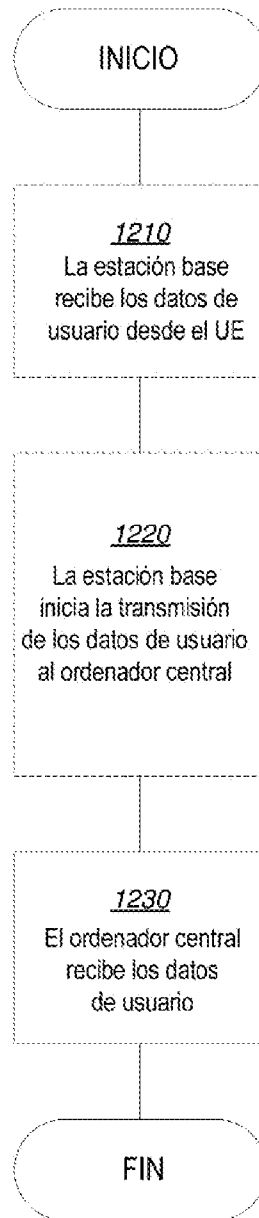 INICIO
1210
La estación base
recibe los datos de
usuario desde el UE
1220
La estación base
inicia la transmisión
de los datos de usuario
al ordenador central
1230
El ordenador central
recibe los datos
de usuario
FIN